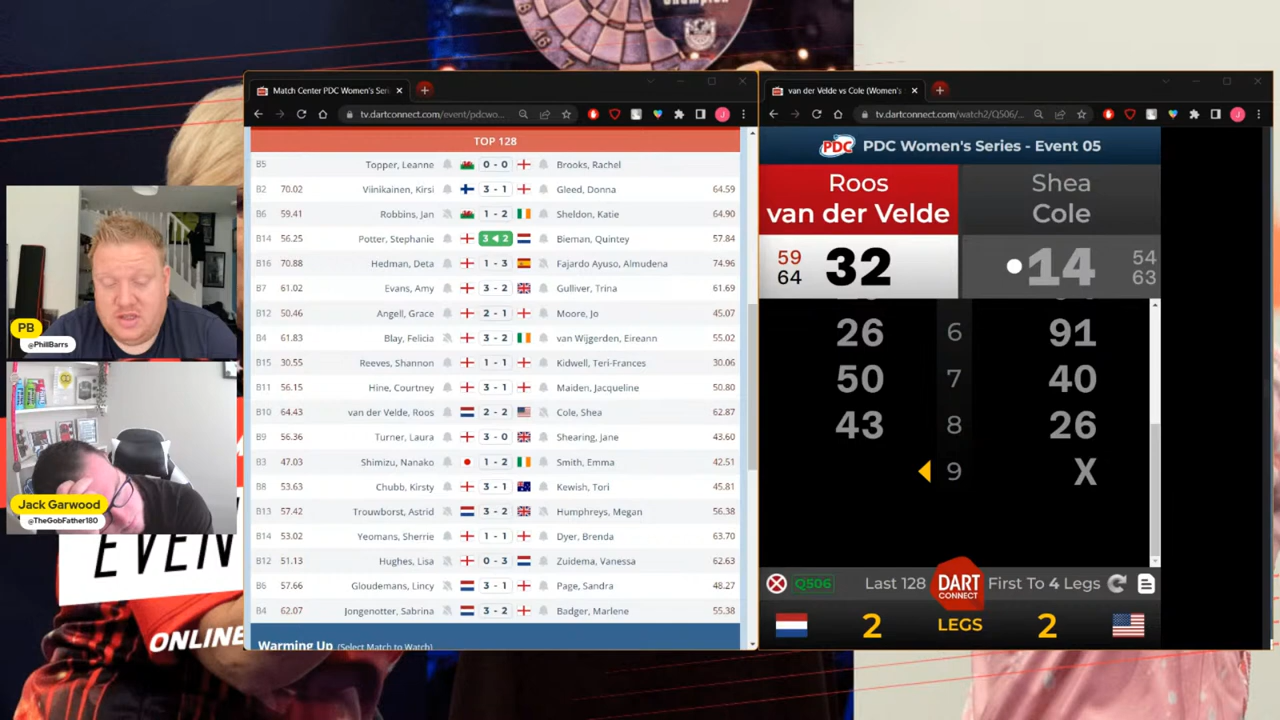 PB
@PhillBarrs
Jack Garwood
@TheGobFather180
EVEN
ONLINE
Match Center PDC Women's Seri
tv.dartconnect.com/event/pdcwo...
TOP 128
B5 Topper, Leanne 0 - 0 Brooks, Rachel
B2 70.02 Viinikainen, Kirsi 3 - 1 Gleed, Donna 64.59
B6 59.41 Robbins, Jan 1 - 2 Sheldon, Katie 64.90
B14 56.25 Potter, Stephanie 3 ◄ 2 Bieman, Quintey 57.84
B16 70.88 Hedman, Deta 1 - 3 Fajardo Ayuso, Almudena 74.96
B7 61.02 Evans, Amy 3 - 2 Gulliver, Trina 61.69
B12 50.46 Angell, Grace 2 - 1 Moore, Jo 45.07
B4 61.83 Blay, Felicia 3 - 2 van Wijgerden, Eireann 55.02
B15 30.55 Reeves, Shannon 1 - 1 Kidwell, Teri-Frances 30.06
B11 56.15 Hine, Courtney 3 - 1 Maiden, Jacqueline 50.80
B10 64.43 van der Velde, Roos 2 - 2 Cole, Shea 62.87
B9 56.36 Turner, Laura 3 - 0 Shearing, Jane 43.60
B3 47.03 Shimizu, Nanako 1 - 2 Smith, Emma 42.51
B8 53.63 Chubb, Kirsty 3 - 1 Kewish, Tori 45.81
B13 57.42 Trouwborst, Astrid 3 - 2 Humphreys, Megan 56.38
B14 53.02 Yeomans, Sherrie 1 - 1 Dyer, Brenda 63.70
B12 51.13 Hughes, Lisa 0 - 3 Zuidema, Vanessa 62.63
B6 57.66 Gloudemans, Lincy 3 - 1 Page, Sandra 48.27
B4 62.07 Jongenotter, Sabrina 3 - 2 Badger, Marlene 55.38
Warming Up (Select Match to Watch)
van der Velde vs Cole (Women's
tv.dartconnect.com/watch2/Q506/...
PDC PDC Women's Series - Event 05
Roos
van der Velde
Shea
Cole
59
64
32
14
54
63
26 6 91
50 7 40
43 8 26
9 X
Q506 Last 128 DART CONNECT First To 4 Legs
2 LEGS 2